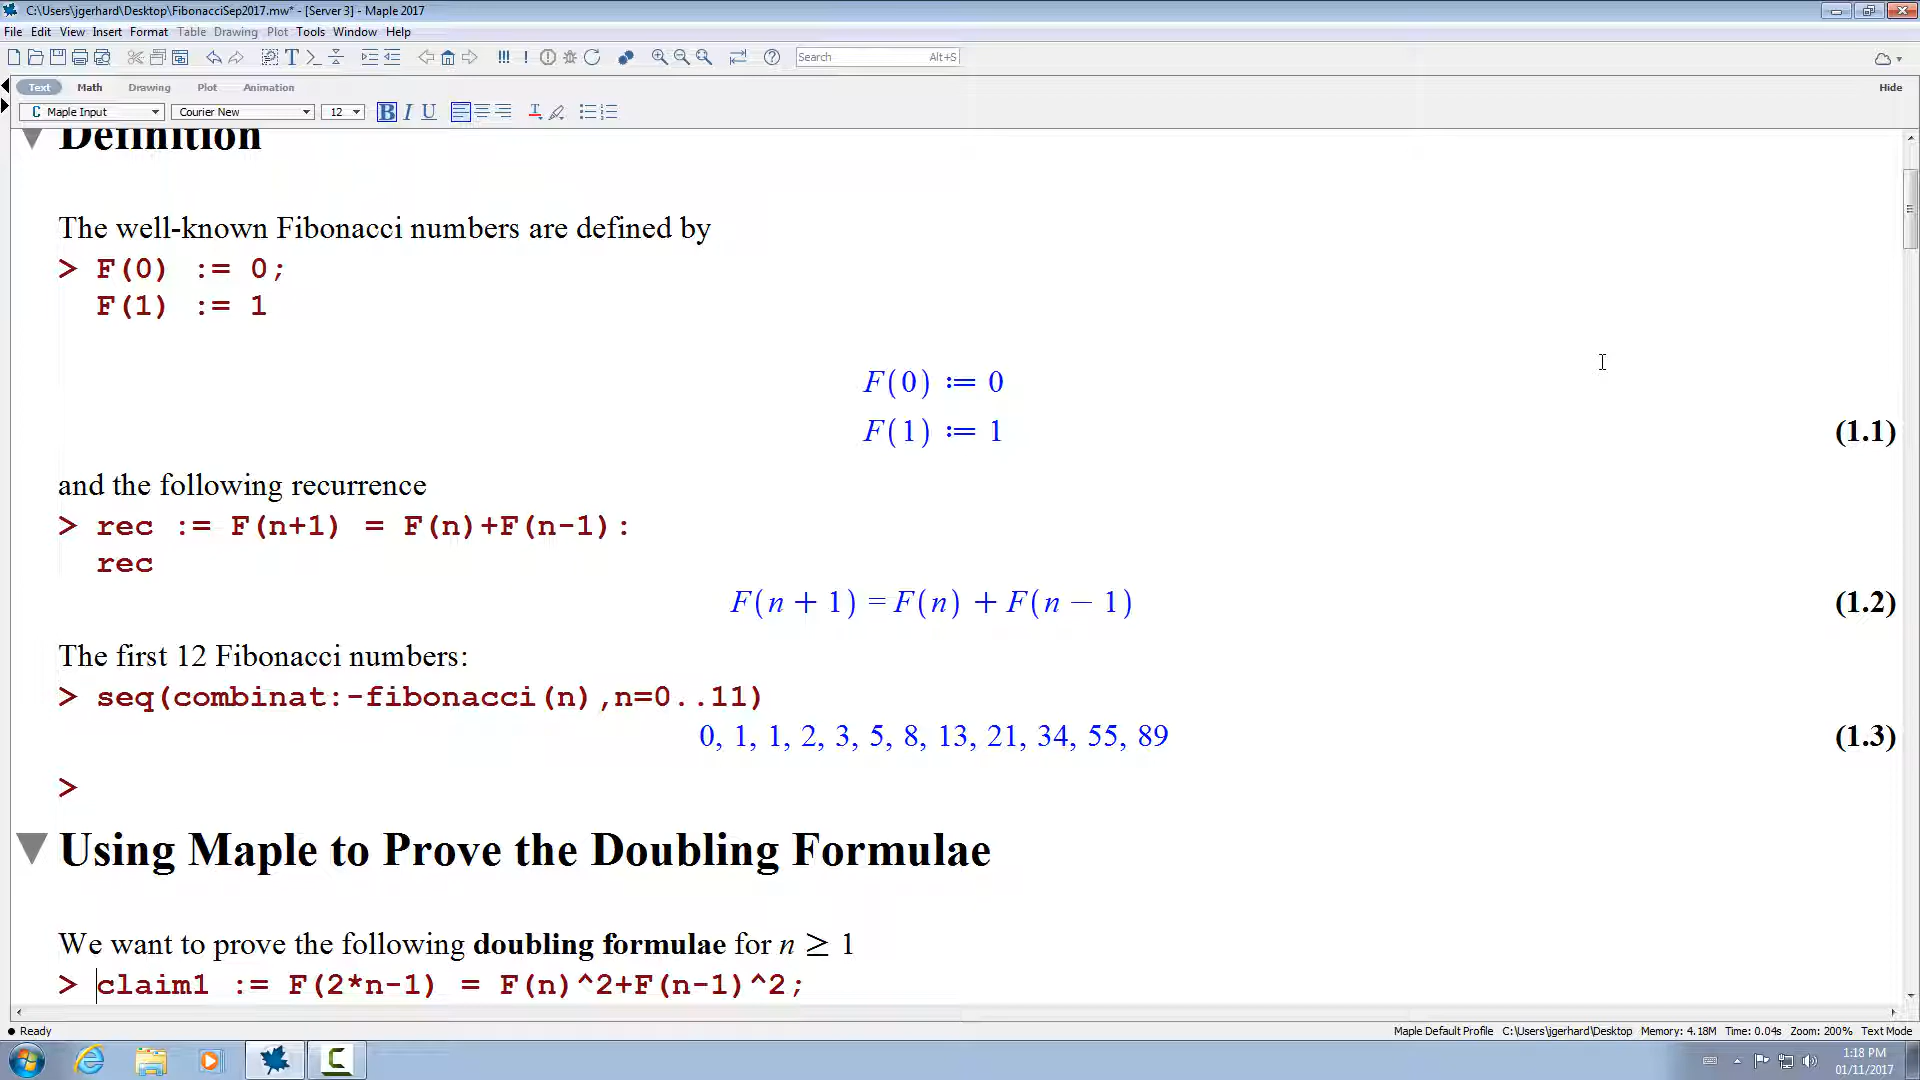 C:\Users\jgerhard\Desktop\FibonacciSep2017.mw* - [Server 3] - Maple 2017
File Edit View Insert Format Table Drawing Plot Tools Window Help
Search Alt+S
Text Math Drawing Plot Animation Hide
C Maple Input Courier New 12 B I U
Definition
The well-known Fibonacci numbers are defined by
> F(0) := 0;
F(1) := 1
F(0) := 0
F(1) := 1 (1.1)
and the following recurrence
> rec := F(n+1) = F(n)+F(n-1):
rec
F(n + 1) = F(n) + F(n − 1) (1.2)
The first 12 Fibonacci numbers:
> seq(combinat:-fibonacci(n),n=0..11)
0, 1, 1, 2, 3, 5, 8, 13, 21, 34, 55, 89 (1.3)
>
Using Maple to Prove the Doubling Formulae
We want to prove the following doubling formulae for n ≥ 1
> claim1 := F(2*n-1) = F(n)^2+F(n-1)^2;
Ready Maple Default Profile C:\Users\jgerhard\Desktop Memory: 4.18M Time: 0.04s Zoom: 200% Text Mode
1:18 PM
01/11/2017